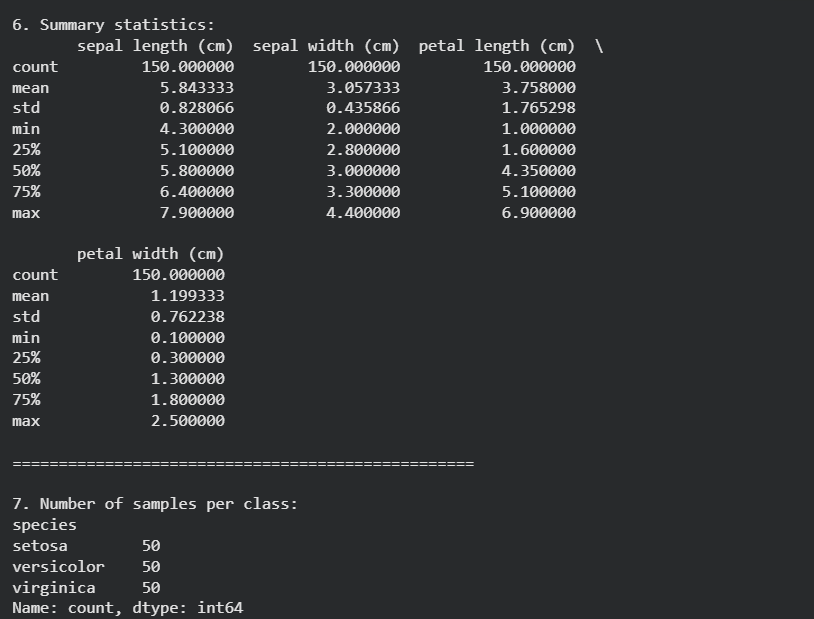 6. Summary statistics:
       sepal length (cm)  sepal width (cm)  petal length (cm)  \
count         150.000000        150.000000         150.000000
mean            5.843333          3.057333           3.758000
std             0.828066          0.435866           1.765298
min             4.300000          2.000000           1.000000
25%             5.100000          2.800000           1.600000
50%             5.800000          3.000000           4.350000
75%             6.400000          3.300000           5.100000
max             7.900000          4.400000           6.900000

       petal width (cm)
count        150.000000
mean           1.199333
std            0.762238
min            0.100000
25%            0.300000
50%            1.300000
75%            1.800000
max            2.500000

==================================================

7. Number of samples per class:
species
setosa        50
versicolor    50
virginica     50
Name: count, dtype: int64